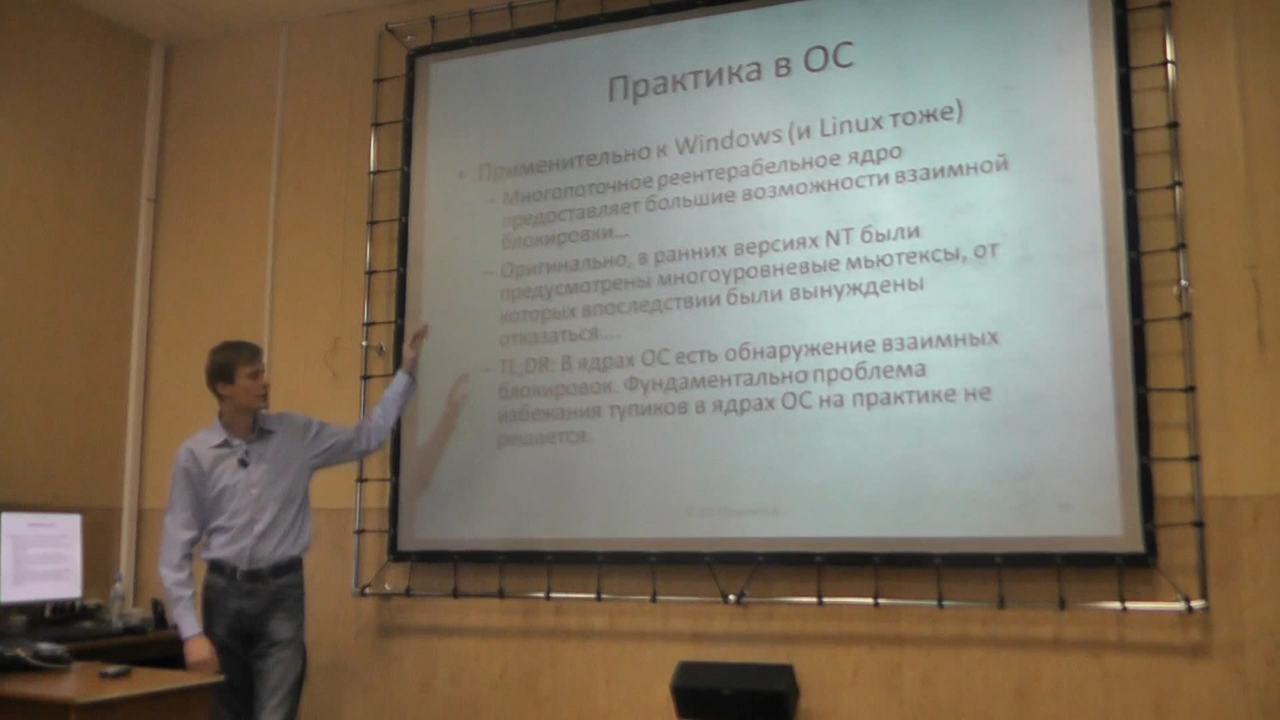 Практика в ОС
• Применительно к Windows (и Linux тоже)
– Многопоточное реентерабельное ядро
предоставляет большие возможности взаимной
блокировки...
– Оригинально, в ранних версиях NT были
предусмотрены многоуровневые мьютексы, от
которых впоследствии были вынуждены
отказаться....
– TL;DR: В ядрах ОС есть обнаружение взаимных
блокировок. Фундаментально проблема
избежания тупиков в ядрах ОС на практике не
решается.